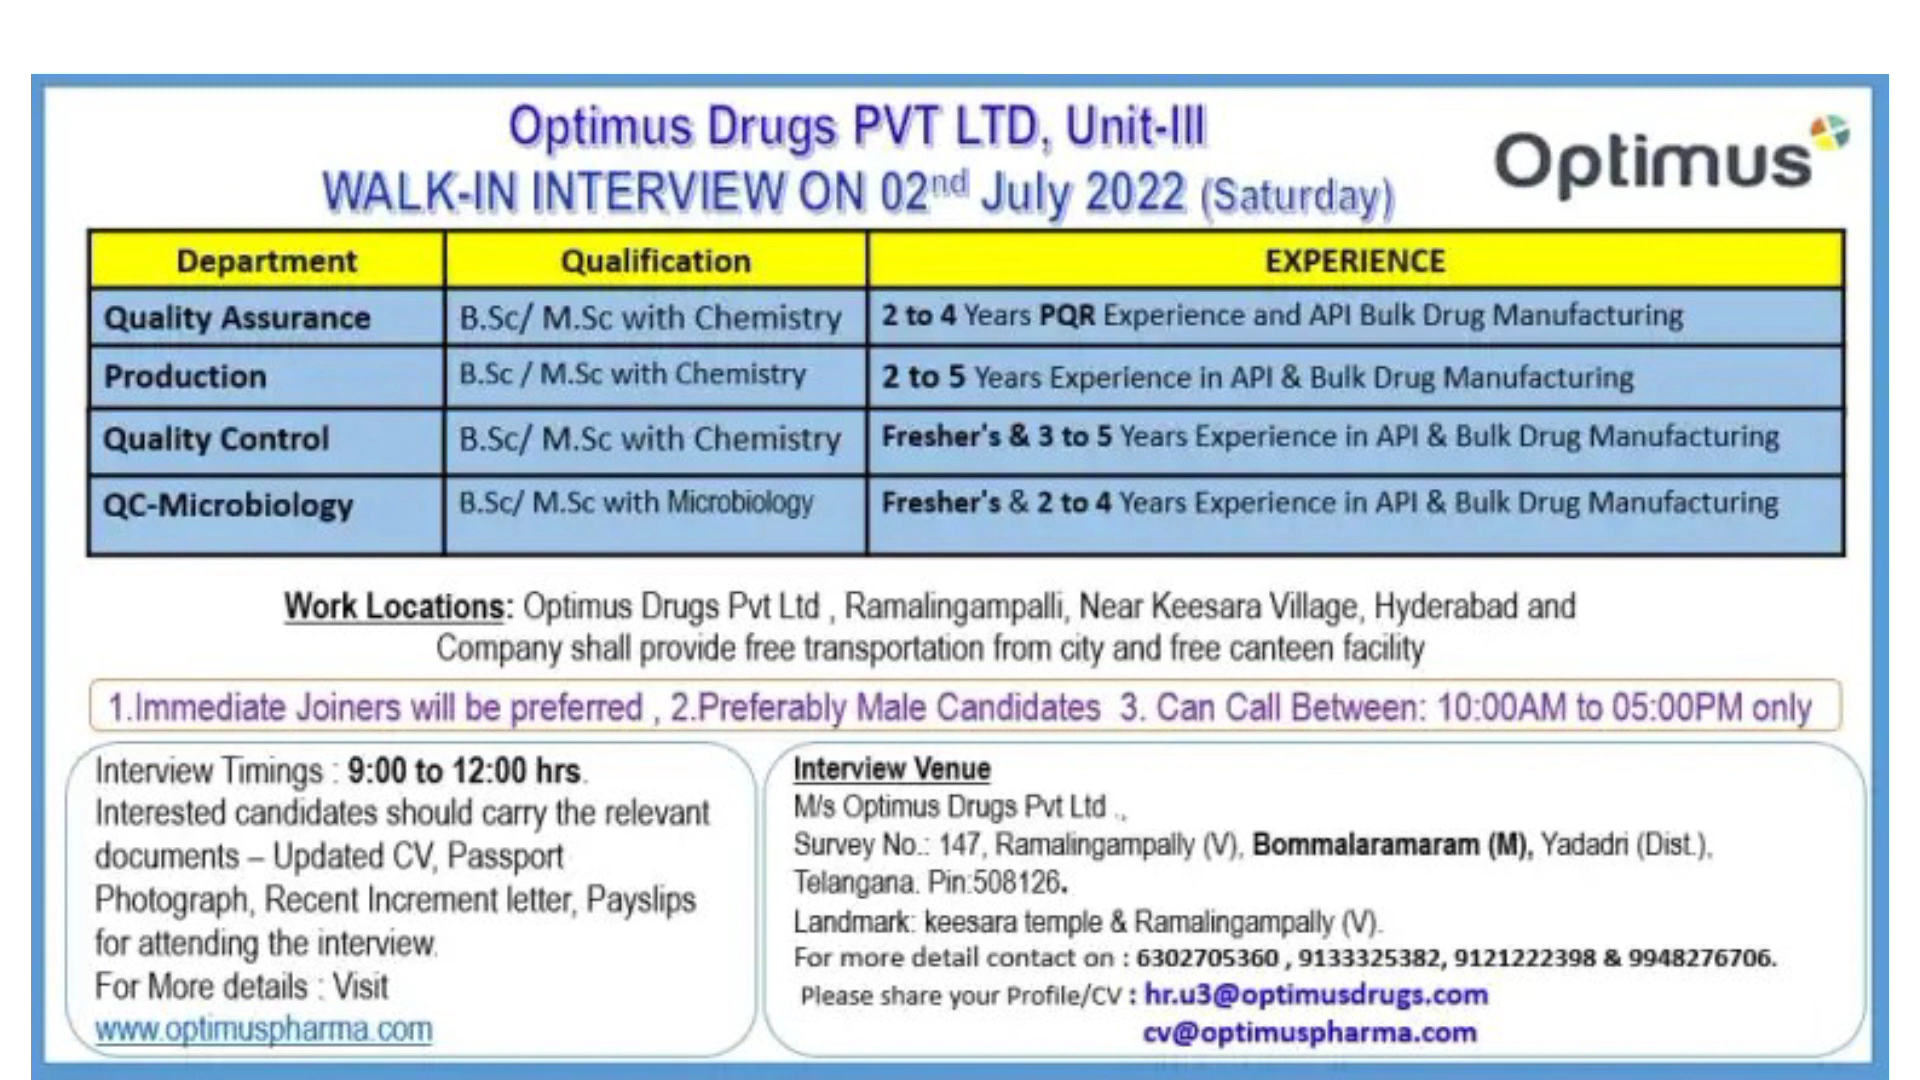 Optimus Drugs PVT LTD, Unit-III
Optimus
WALK-IN INTERVIEW ON 02nd July 2022 (Saturday)
Department Qualification EXPERIENCE
Quality Assurance B.Sc/ M.Sc with Chemistry 2 to 4 Years PQR Experience and API Bulk Drug Manufacturing
Production B.Sc / M.Sc with Chemistry 2 to 5 Years Experience in API & Bulk Drug Manufacturing
Quality Control B.Sc/ M.Sc with Chemistry Fresher's & 3 to 5 Years Experience in API & Bulk Drug Manufacturing
QC-Microbiology B.Sc/ M.Sc with Microbiology Fresher's & 2 to 4 Years Experience in API & Bulk Drug Manufacturing
Work Locations: Optimus Drugs Pvt Ltd , Ramalingampalli, Near Keesara Village, Hyderabad and
Company shall provide free transportation from city and free canteen facility
1.Immediate Joiners will be preferred , 2.Preferably Male Candidates 3. Can Call Between: 10:00AM to 05:00PM only
Interview Timings : 9:00 to 12:00 hrs.
Interested candidates should carry the relevant
documents – Updated CV, Passport
Photograph, Recent Increment letter, Payslips
for attending the interview.
For More details : Visit
www.optimuspharma.com
Interview Venue
M/s Optimus Drugs Pvt Ltd .,
Survey No.: 147, Ramalingampally (V), Bommalaramaram (M), Yadadri (Dist.),
Telangana. Pin:508126.
Landmark: keesara temple & Ramalingampally (V).
For more detail contact on : 6302705360 , 9133325382, 9121222398 & 9948276706.
Please share your Profile/CV : hr.u3@optimusdrugs.com
cv@optimuspharma.com